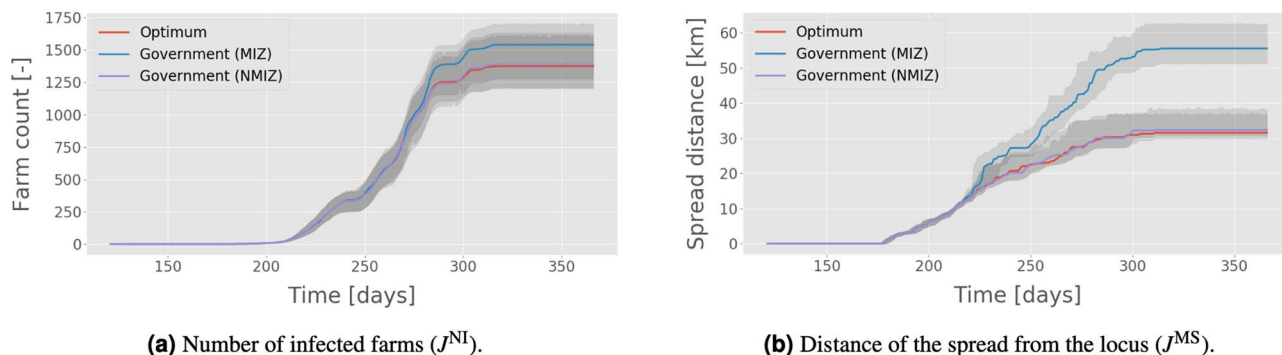 Farm count [-]
1750
1500
1250
1000
750
500
250
0
Optimum
Government (MIZ)
Government (NMIZ)
150 200 250 300 350
Time [days]
(a) Number of infected farms (J^NI).
Spread distance [km]
60
50
40
30
20
10
0
Optimum
Government (MIZ)
Government (NMIZ)
150 200 250 300 350
Time [days]
(b) Distance of the spread from the locus (J^MS).